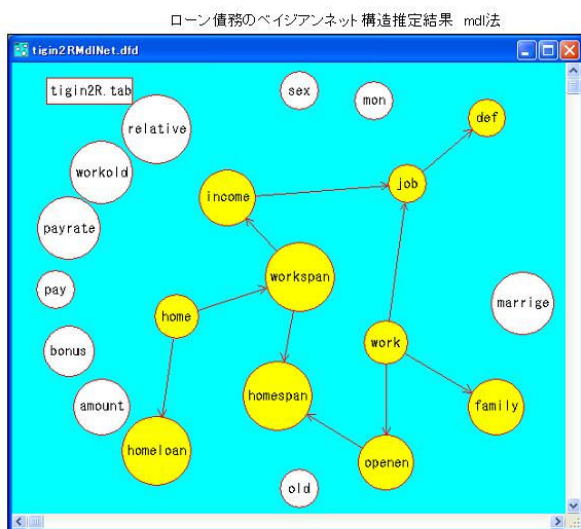 ローン債務のベイジアンネット構造推定結果 mdl法
tigin2RMdlNet.dfd
tigin2R.tab
sex
mon
def
relative
workold
job
income
payrate
workspan
pay
marrige
home
work
bonus
homespan
amount
family
homeloan
openen
old